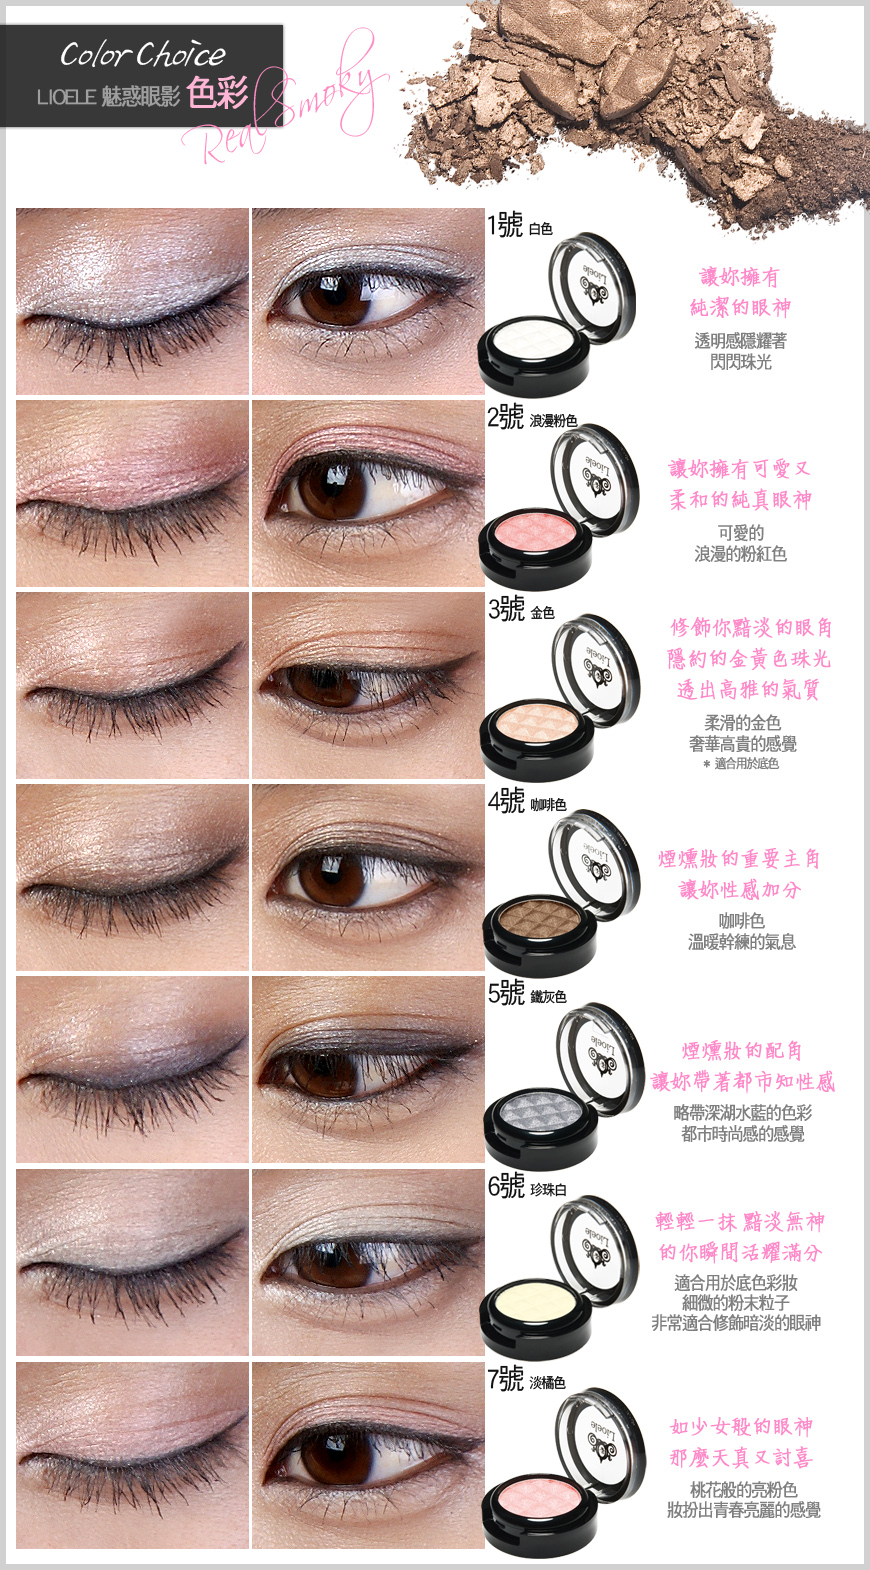 Color Choice
LIOELE 魅惑眼影 色彩
Real Smoky
1號 白色
Lioele
讓妳擁有
純潔的眼神
透明感隱耀著
閃閃珠光
2號 浪漫粉色
Lioele
讓妳擁有可愛又
柔和的純真眼神
可愛的
浪漫的粉紅色
3號 金色
Lioele
修飾你黯淡的眼角
隱約的金黃色珠光
透出高雅的氣質
柔滑的金色
奢華高貴的感覺
* 適合用於底色
4號 咖啡色
Lioele
煙燻妝的重要主角
讓妳性感加分
咖啡色
溫暖幹練的氣息
5號 鐵灰色
Lioele
煙燻妝的配角
讓妳帶著都市知性感
略帶深湖水藍的色彩
都市時尚感的感覺
6號 珍珠白
Lioele
輕輕一抹 黯淡無神
的你瞬間活耀滿分
適合用於底色彩妝
細微的粉末粒子
非常適合修飾暗淡的眼神
7號 淡橘色
Lioele
如少女般的眼神
那麼天真又討喜
桃花般的亮粉色
妝扮出青春亮麗的感覺